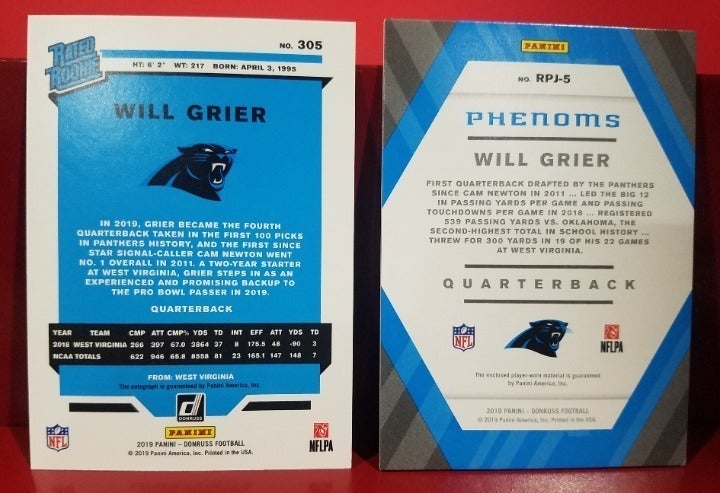 RATED
ROOKIE
NO. 305
HT: 6' 2" WT: 217 BORN: APRIL 3, 1995
WILL GRIER
IN 2019, GRIER BECAME THE FOURTH
QUARTERBACK TAKEN IN THE FIRST 100 PICKS
IN PANTHERS HISTORY, AND THE FIRST SINCE
STAR SIGNAL-CALLER CAM NEWTON WENT
NO. 1 OVERALL IN 2011. A TWO-YEAR STARTER
AT WEST VIRGINIA, GRIER STEPS IN AS AN
EXPERIENCED AND PROMISING BACKUP TO
THE PRO BOWL PASSER IN 2019.
QUARTERBACK
YEAR TEAM CMP ATT CMP% YDS TD INT EFF ATT YDS TD
2018 WEST VIRGINIA 266 397 67.0 3864 37 8 175.5 48 -90 3
NCAA TOTALS 622 946 65.8 8558 81 23 165.1 147 148 7
FROM: WEST VIRGINIA
The autograph is guaranteed by Panini America, Inc.
DONRUSS
PANINI
NFL
NFLPA
2019 PANINI - DONRUSS FOOTBALL
© 2019 Panini America, Inc. Printed in the USA.
PANINI
NO. RPJ-5
PHENOMS
WILL GRIER
FIRST QUARTERBACK DRAFTED BY THE PANTHERS
SINCE CAM NEWTON IN 2011 ... LED THE BIG 12
IN PASSING YARDS PER GAME AND PASSING
TOUCHDOWNS PER GAME IN 2018 ... REGISTERED
539 PASSING YARDS VS. OKLAHOMA, THE
SECOND-HIGHEST TOTAL IN SCHOOL HISTORY ...
THREW FOR 300 YARDS IN 19 OF HIS 22 GAMES
AT WEST VIRGINIA.
QUARTERBACK
NFL
NFLPA
The enclosed player-worn material is guaranteed
by Panini America, Inc.
2019 PANINI - DONRUSS FOOTBALL
© 2019 Panini America, Inc. Printed in the USA.